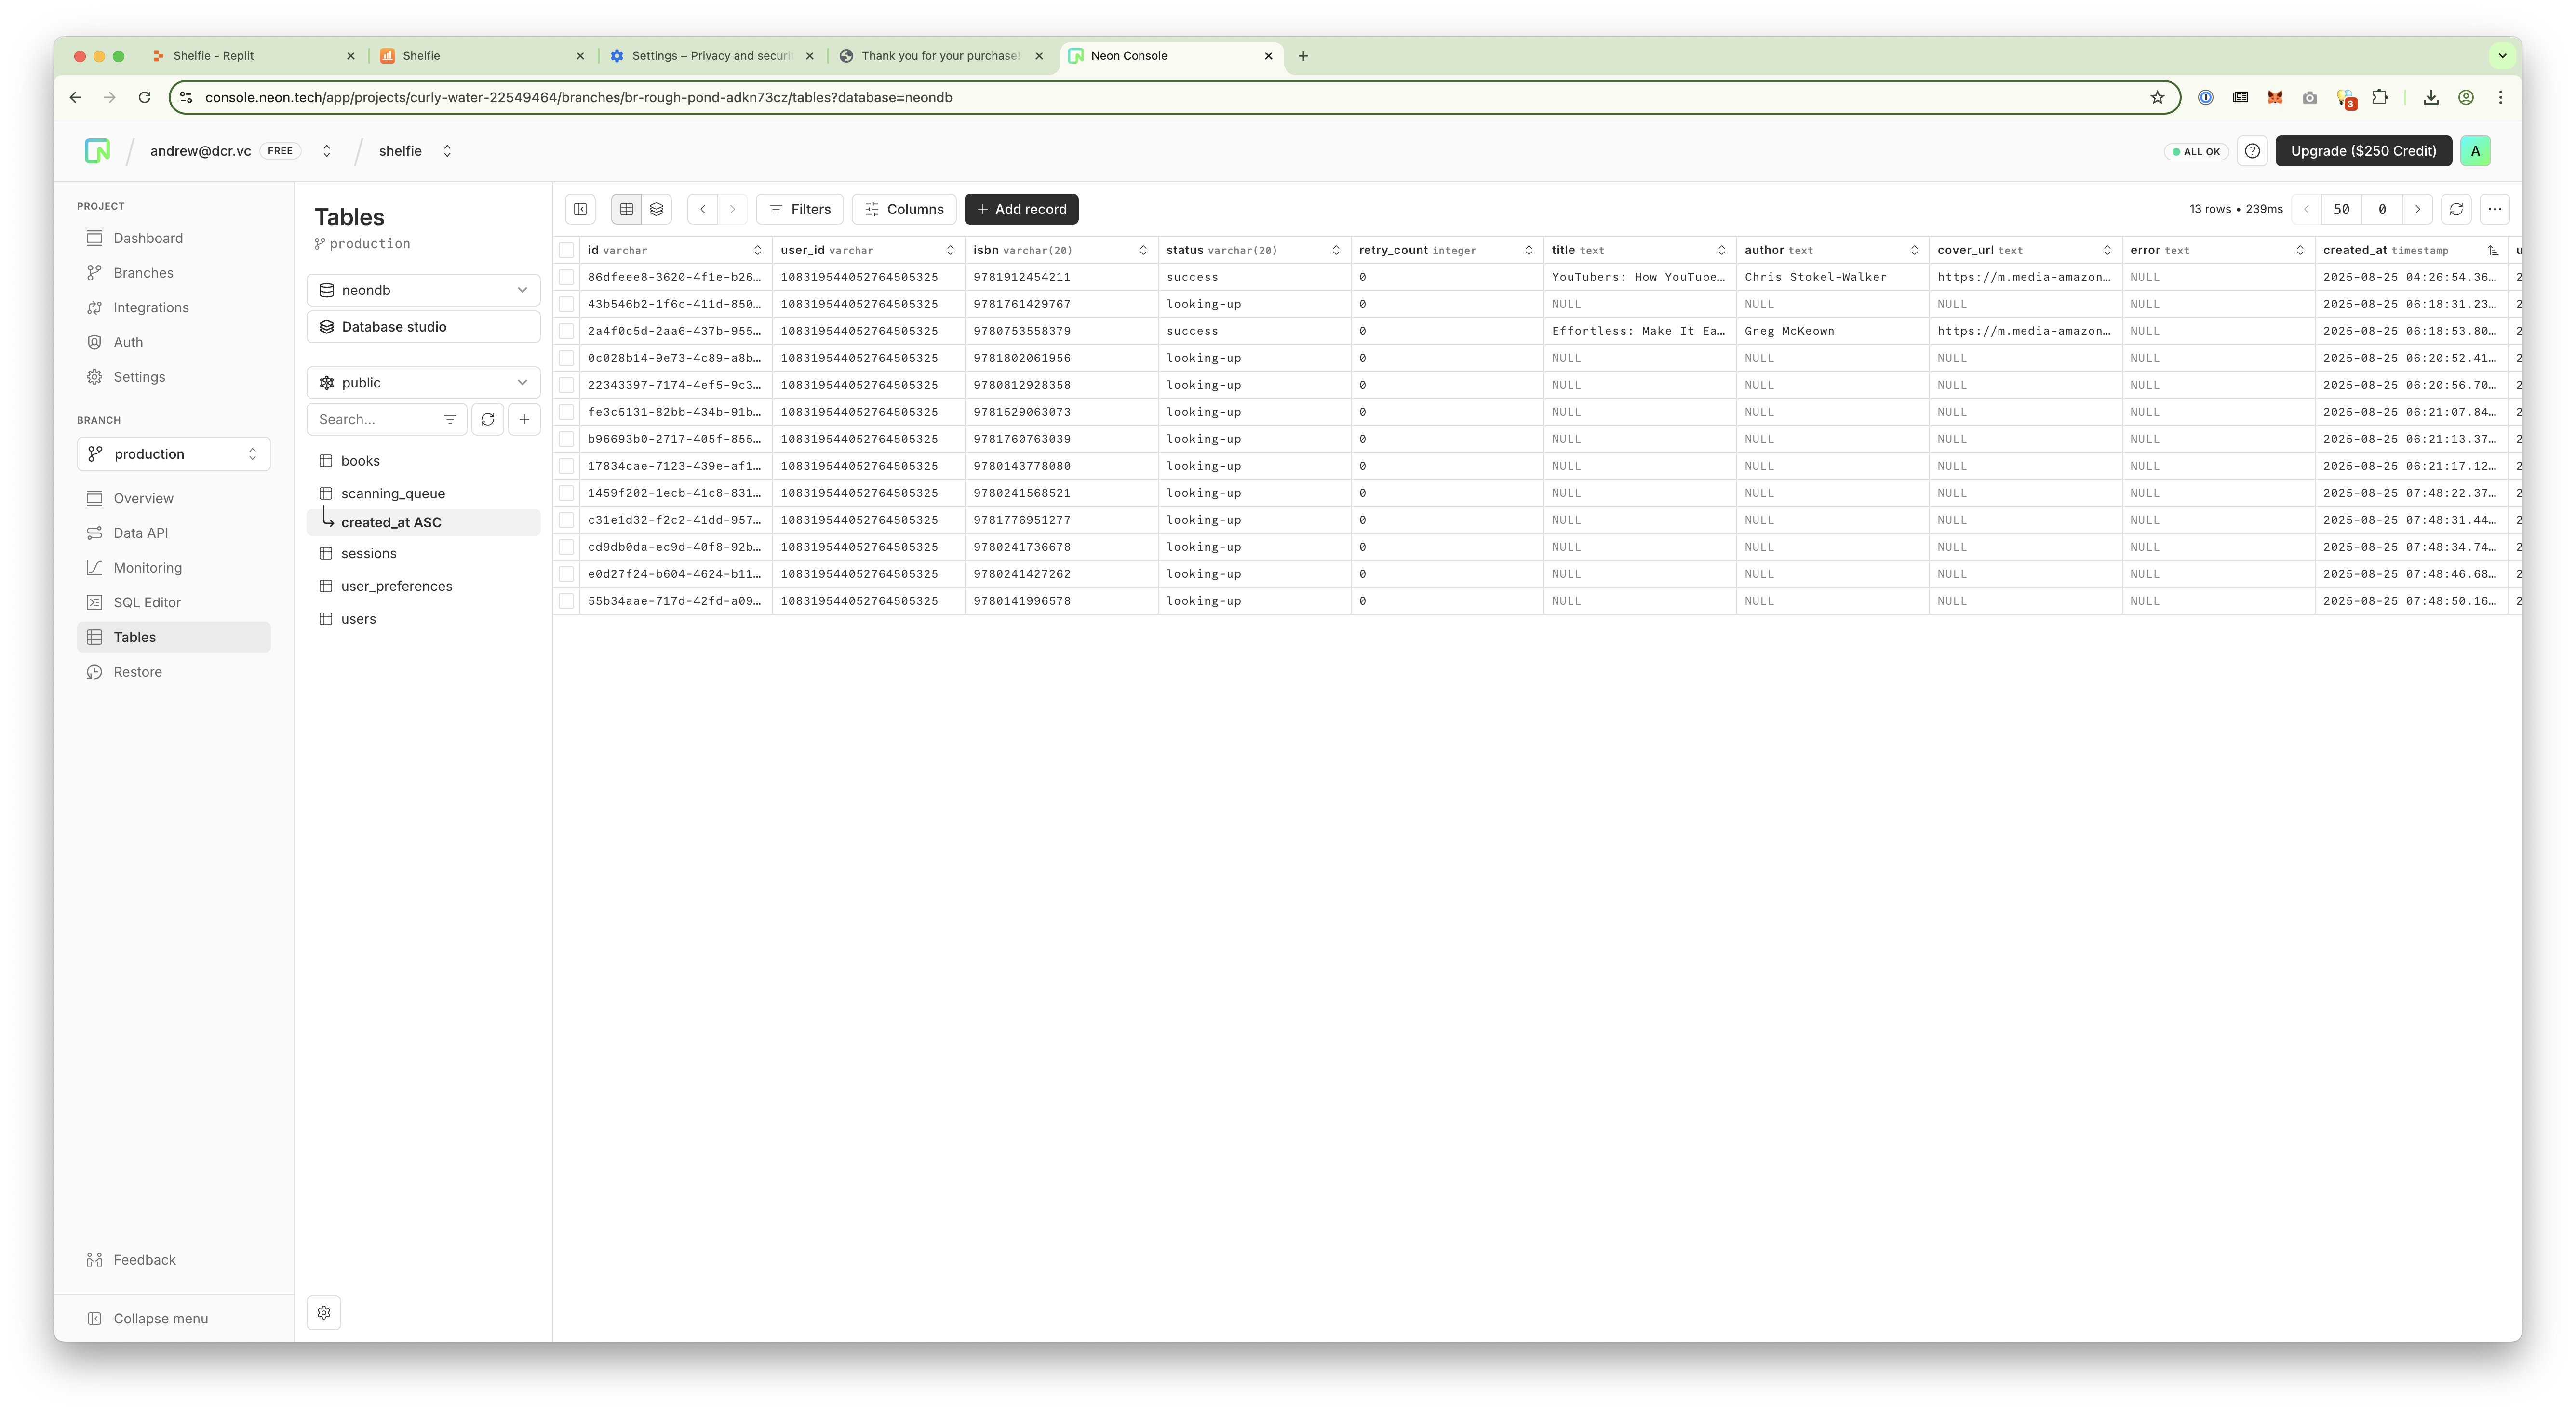 Shelfie - Replit
Shelfie
Settings – Privacy and securi
Thank you for your purchase!
Neon Console
console.neon.tech/app/projects/curly-water-22549464/branches/br-rough-pond-adkn73cz/tables?database=neondb
3
andrew@dcr.vc FREE
shelfie
ALL OK
Upgrade ($250 Credit)
A
PROJECT
Dashboard
Branches
Integrations
Auth
Settings
BRANCH
production
Overview
Data API
Monitoring
SQL Editor
Tables
Restore
Feedback
Collapse menu
Tables
production
neondb
Database studio
public
Search...
books
scanning_queue
created_at ASC
sessions
user_preferences
users
Filters
Columns
Add record
13 rows • 239ms
50 0
id varchar user_id varchar isbn varchar(20) status varchar(20) retry_count integer title text author text cover_url text error text created_at timestamp u
86dfeee8-3620-4f1e-b26… 108319544052764505325 9781912454211 success 0 YouTubers: How YouTube… Chris Stokel-Walker https://m.media-amazon… NULL 2025-08-25 04:26:54.36… 2
43b546b2-1f6c-411d-850… 108319544052764505325 9781761429767 looking-up 0 NULL NULL NULL NULL 2025-08-25 06:18:31.23… 2
2a4f0c5d-2aa6-437b-955… 108319544052764505325 9780753558379 success 0 Effortless: Make It Ea… Greg McKeown https://m.media-amazon… NULL 2025-08-25 06:18:53.80… 2
0c028b14-9e73-4c89-a8b… 108319544052764505325 9781802061956 looking-up 0 NULL NULL NULL NULL 2025-08-25 06:20:52.41… 2
22343397-7174-4ef5-9c3… 108319544052764505325 9780812928358 looking-up 0 NULL NULL NULL NULL 2025-08-25 06:20:56.70… 2
fe3c5131-82bb-434b-91b… 108319544052764505325 9781529063073 looking-up 0 NULL NULL NULL NULL 2025-08-25 06:21:07.84… 2
b96693b0-2717-405f-855… 108319544052764505325 9781760763039 looking-up 0 NULL NULL NULL NULL 2025-08-25 06:21:13.37… 2
17834cae-7123-439e-af1… 108319544052764505325 9780143778080 looking-up 0 NULL NULL NULL NULL 2025-08-25 06:21:17.12… 2
1459f202-1ecb-41c8-831… 108319544052764505325 9780241568521 looking-up 0 NULL NULL NULL NULL 2025-08-25 07:48:22.37… 2
c31e1d32-f2c2-41dd-957… 108319544052764505325 9781776951277 looking-up 0 NULL NULL NULL NULL 2025-08-25 07:48:31.44… 2
cd9db0da-ec9d-40f8-92b… 108319544052764505325 9780241736678 looking-up 0 NULL NULL NULL NULL 2025-08-25 07:48:34.74… 2
e0d27f24-b604-4624-b11… 108319544052764505325 9780241427262 looking-up 0 NULL NULL NULL NULL 2025-08-25 07:48:46.68… 2
55b34aae-717d-42fd-a09… 108319544052764505325 9780141996578 looking-up 0 NULL NULL NULL NULL 2025-08-25 07:48:50.16… 2